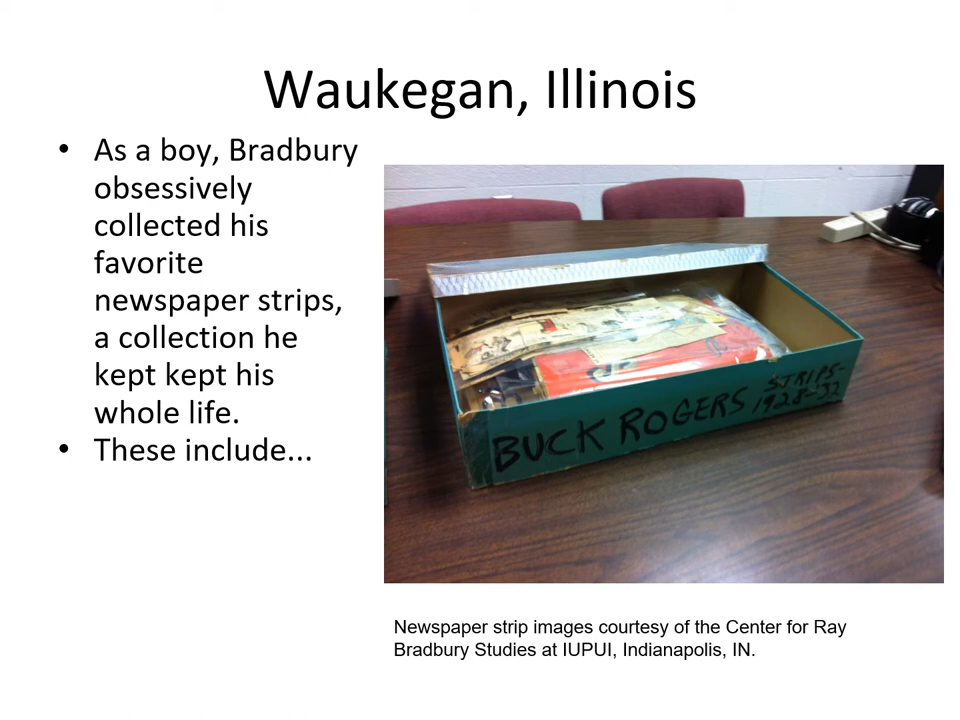 Waukegan, Illinois
• As a boy, Bradbury
obsessively
collected his
favorite
newspaper strips,
a collection he
kept kept his
whole life.
• These include...
BUCK ROGERS STRIPS-
1928-32
Newspaper strip images courtesy of the Center for Ray
Bradbury Studies at IUPUI, Indianapolis, IN.